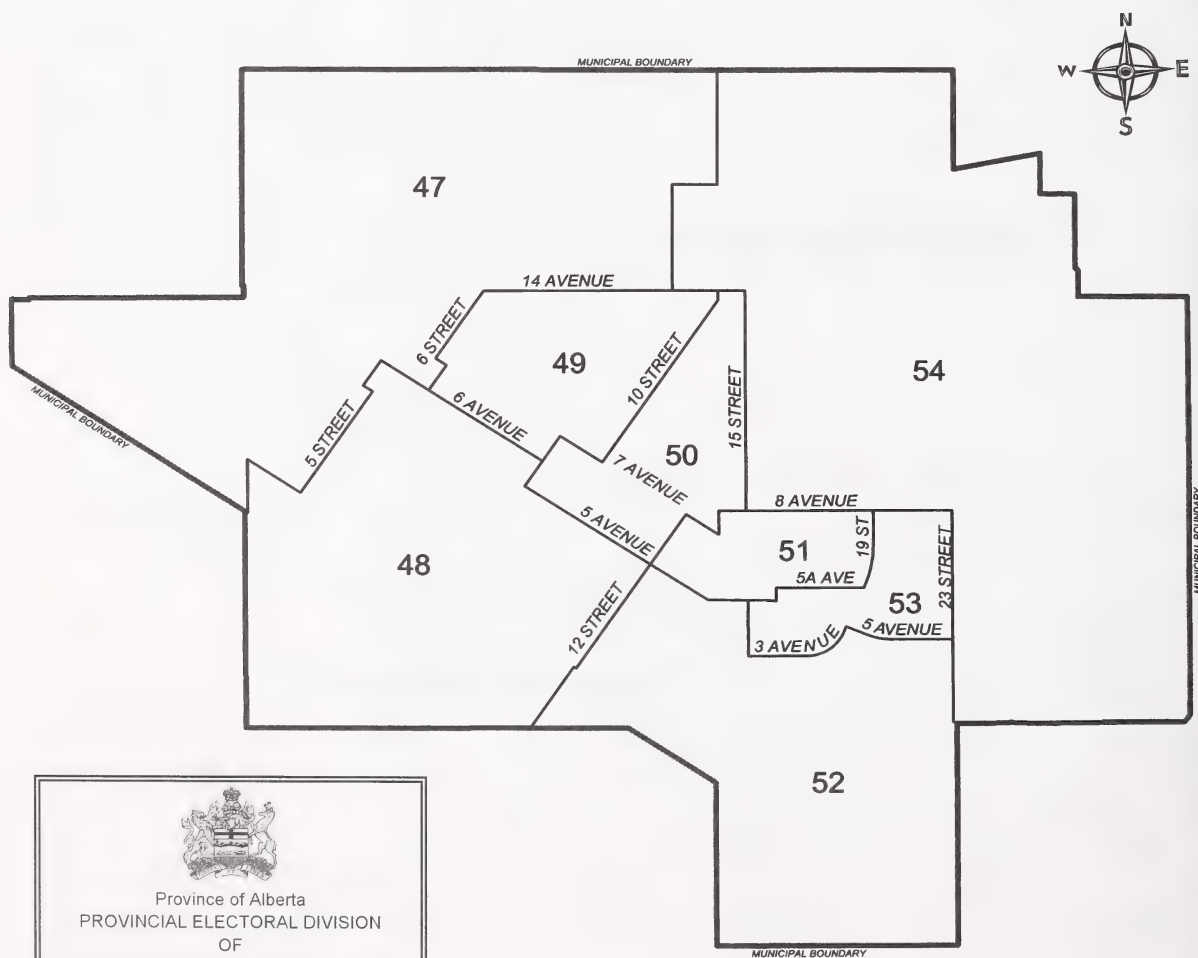 N
W E
S
MUNICIPAL BOUNDARY
47
14 AVENUE
6 STREET
49
10 STREET
54
MUNICIPAL BOUNDARY
5 STREET
6 AVENUE
15 STREET
50
7 AVENUE
8 AVENUE
5 AVENUE
51
19 ST
MUNICIPAL BOUNDARY
48
5A AVE
53
23 STREET
12 STREET
3 AVENUE
5 AVENUE
52
Province of Alberta
PROVINCIAL ELECTORAL DIVISION
OF
MUNICIPAL BOUNDARY